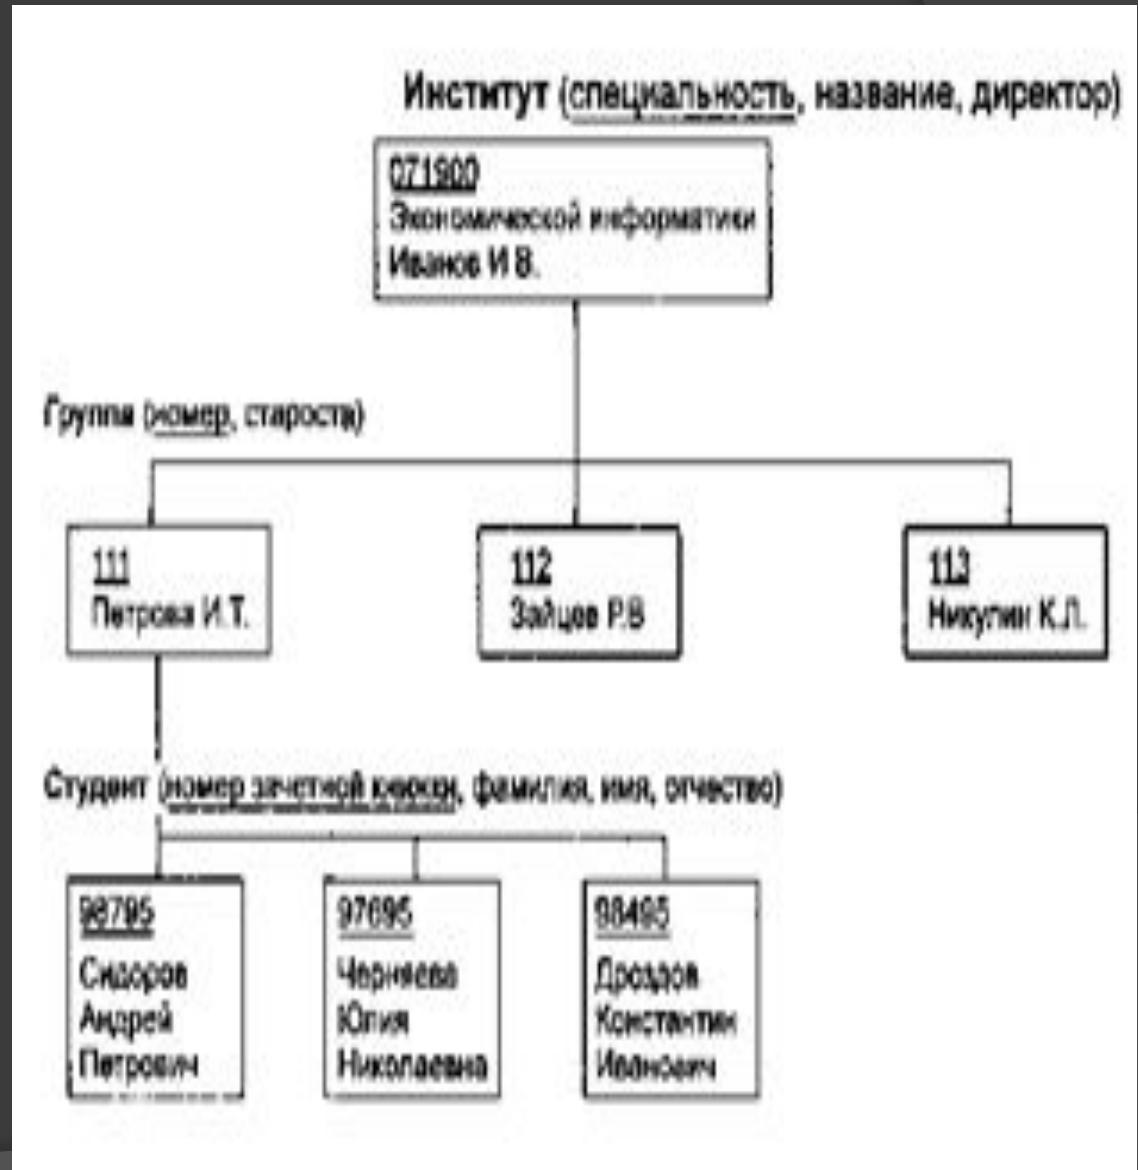 Институт (специальность, название, директор)
071900
Экономической информатики
Иванов И В.
Группа (номер, староста)
111
Петрова И.Т.
112
Зайцев Р.В
113
Никулин К.Л.
Студент (номер зачетной книжки, фамилия, имя, отчество)
98795
Сидоров
Андрей
Петрович
97695
Черняева
Юлия
Николаевна
98495
Дроздов
Константин
Иванович